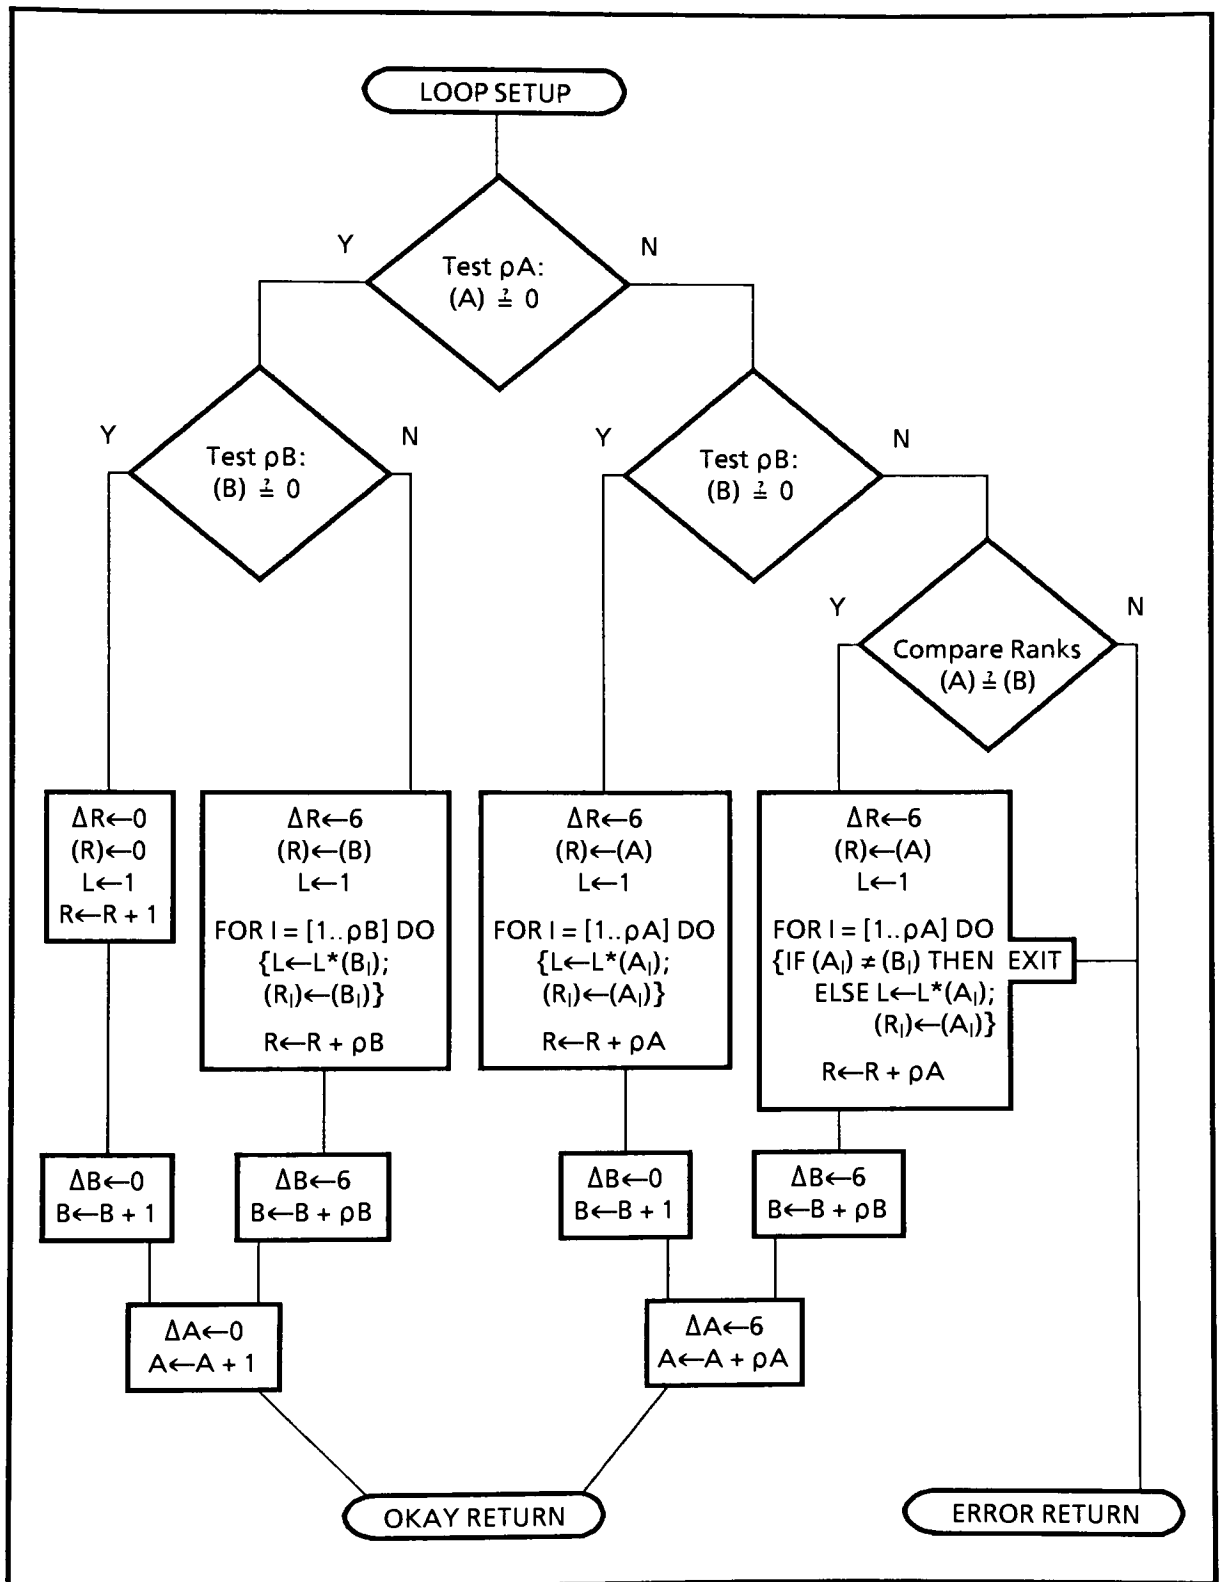 LOOP SETUP
Y
N
Test ρA:
(A) ≟ 0
Y
N
Test ρB:
(B) ≟ 0
Y
N
Test ρB:
(B) ≟ 0
Y
N
Compare Ranks
(A) ≟ (B)
ΔR←0
(R)←0
L←1
R←R + 1
ΔR←6
(R)←(B)
L←1
FOR I = [1..ρB] DO
{L←L*(B_I);
(R_I)←(B_I)}
R←R + ρB
ΔR←6
(R)←(A)
L←1
FOR I = [1..ρA] DO
{L←L*(A_I);
(R_I)←(A_I)}
R←R + ρA
ΔR←6
(R)←(A)
L←1
FOR I = [1..ρA] DO
{IF (A_I) ≠ (B_I) THEN EXIT
ELSE L←L*(A_I);
(R_I)←(A_I)}
R←R + ρA
ΔB←0
B←B + 1
ΔB←6
B←B + ρB
ΔB←0
B←B + 1
ΔB←6
B←B + ρB
ΔA←0
A←A + 1
ΔA←6
A←A + ρA
OKAY RETURN
ERROR RETURN